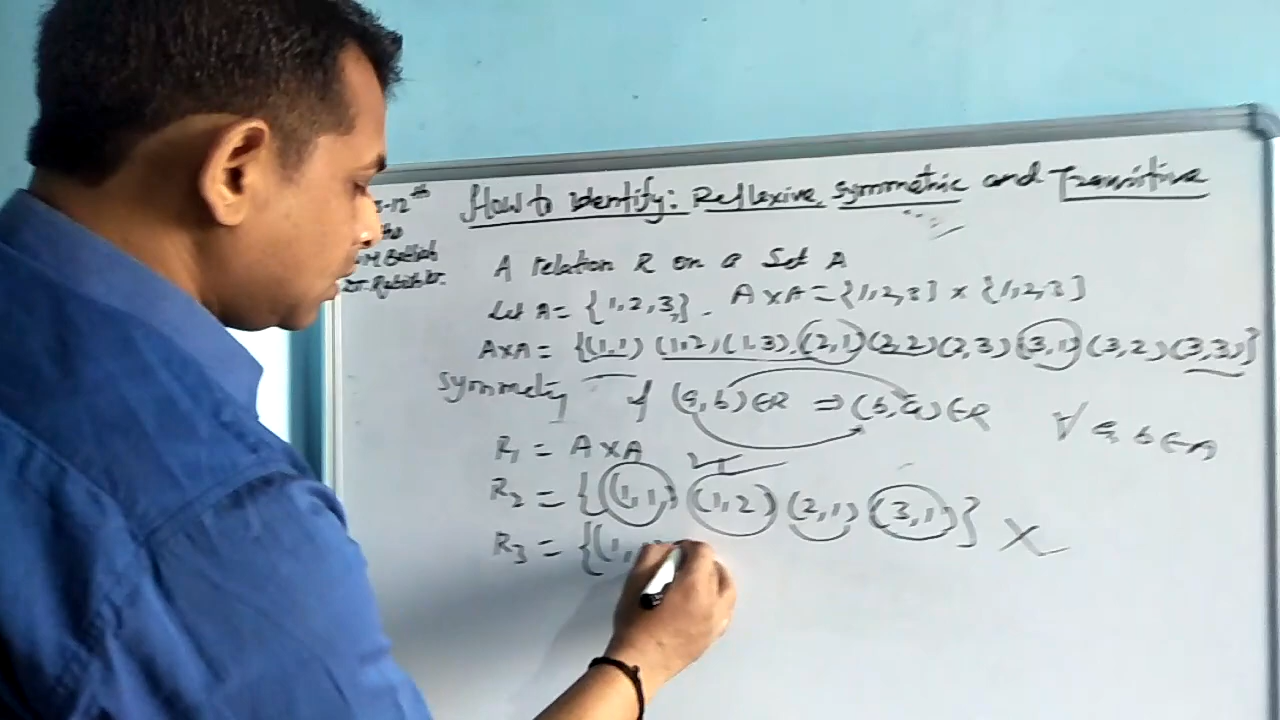 How to Identify: Reflexive, Symmetric and Transitive
A relation R on a Set A
Let A = {1,2,3}. A×A = {1,2,3} × {1,2,3}
A×A = {(1,1) (1,2) (1,3), (2,1) (2,2) (2,3) (3,1) (3,2) (3,3)}
Symmetry if (a,b)∈R ⇒ (b,a)∈R ∀ a, b∈A
R₁ = A×A
R₂ = {(1,1) (1,2) (2,1) (3,1)} ×
R₃ = {(1,